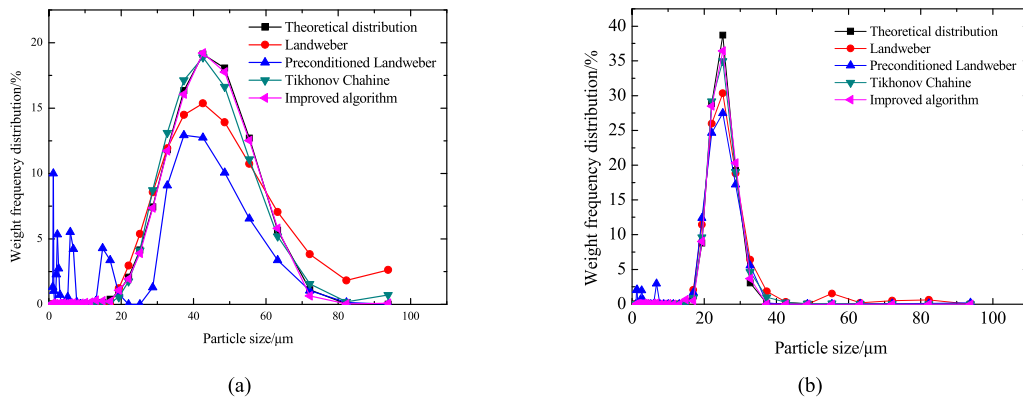 Weight frequency distribution/%
20
15
10
5
0
0 20 40 60 80 100
Particle size/μm
Theoretical distribution
Landweber
Preconditioned Landweber
Tikhonov Chahine
Improved algorithm
(a)
Weight frequency distribution/%
40
35
30
25
20
15
10
5
0
0 20 40 60 80 100
Particle size/μm
Theoretical distribution
Landweber
Preconditioned Landweber
Tikhonov Chahine
Improved algorithm
(b)